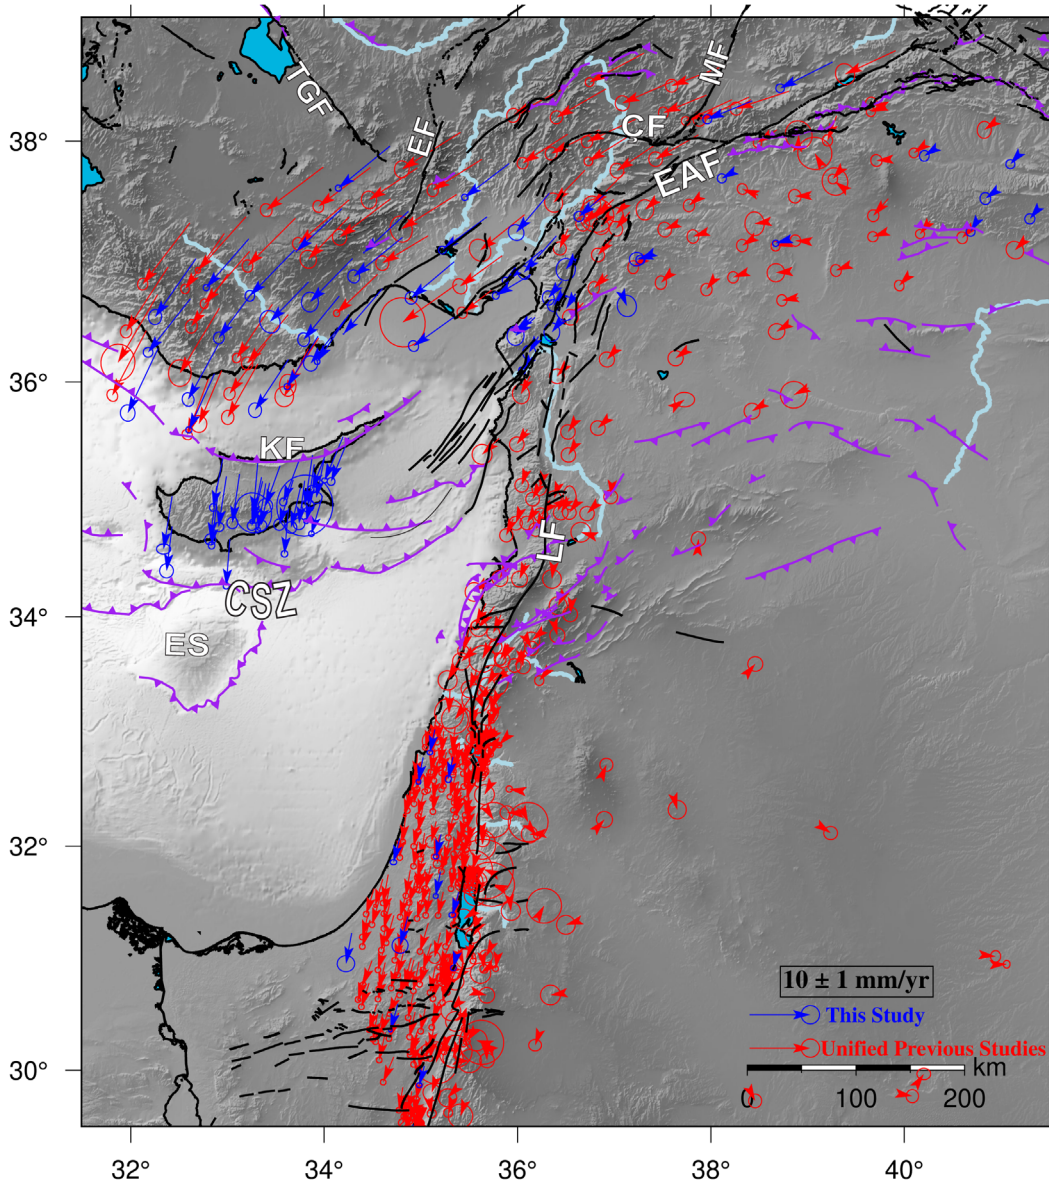 TGF
EF
MF
CF
EAF
38°
36°
KF
LF
CSZ
34°
ES
32°
10 ± 1 mm/yr
This Study
Unified Previous Studies
30°
km
0
100
200
32°
34°
36°
38°
40°